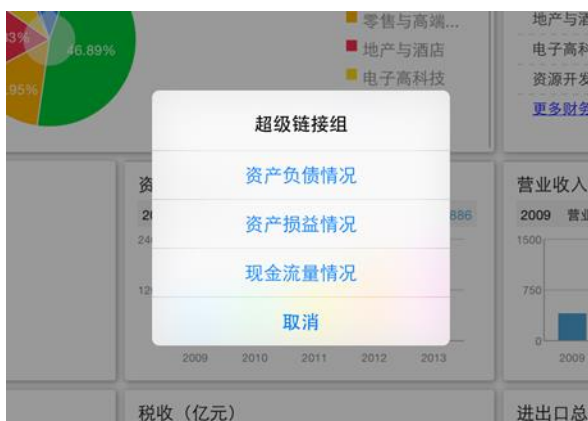 零售与高端...
地产与酒店
电子高科技
46.89%
地产与酒
电子高科
资源开发
更多财务
超级链接组
资产负债情况
资产损益情况
现金流量情况
取消
资
886
2009
2010
2011
2012
2013
营业收入
2009 营业
1500
750
0
2009
税收（亿元）
进出口总